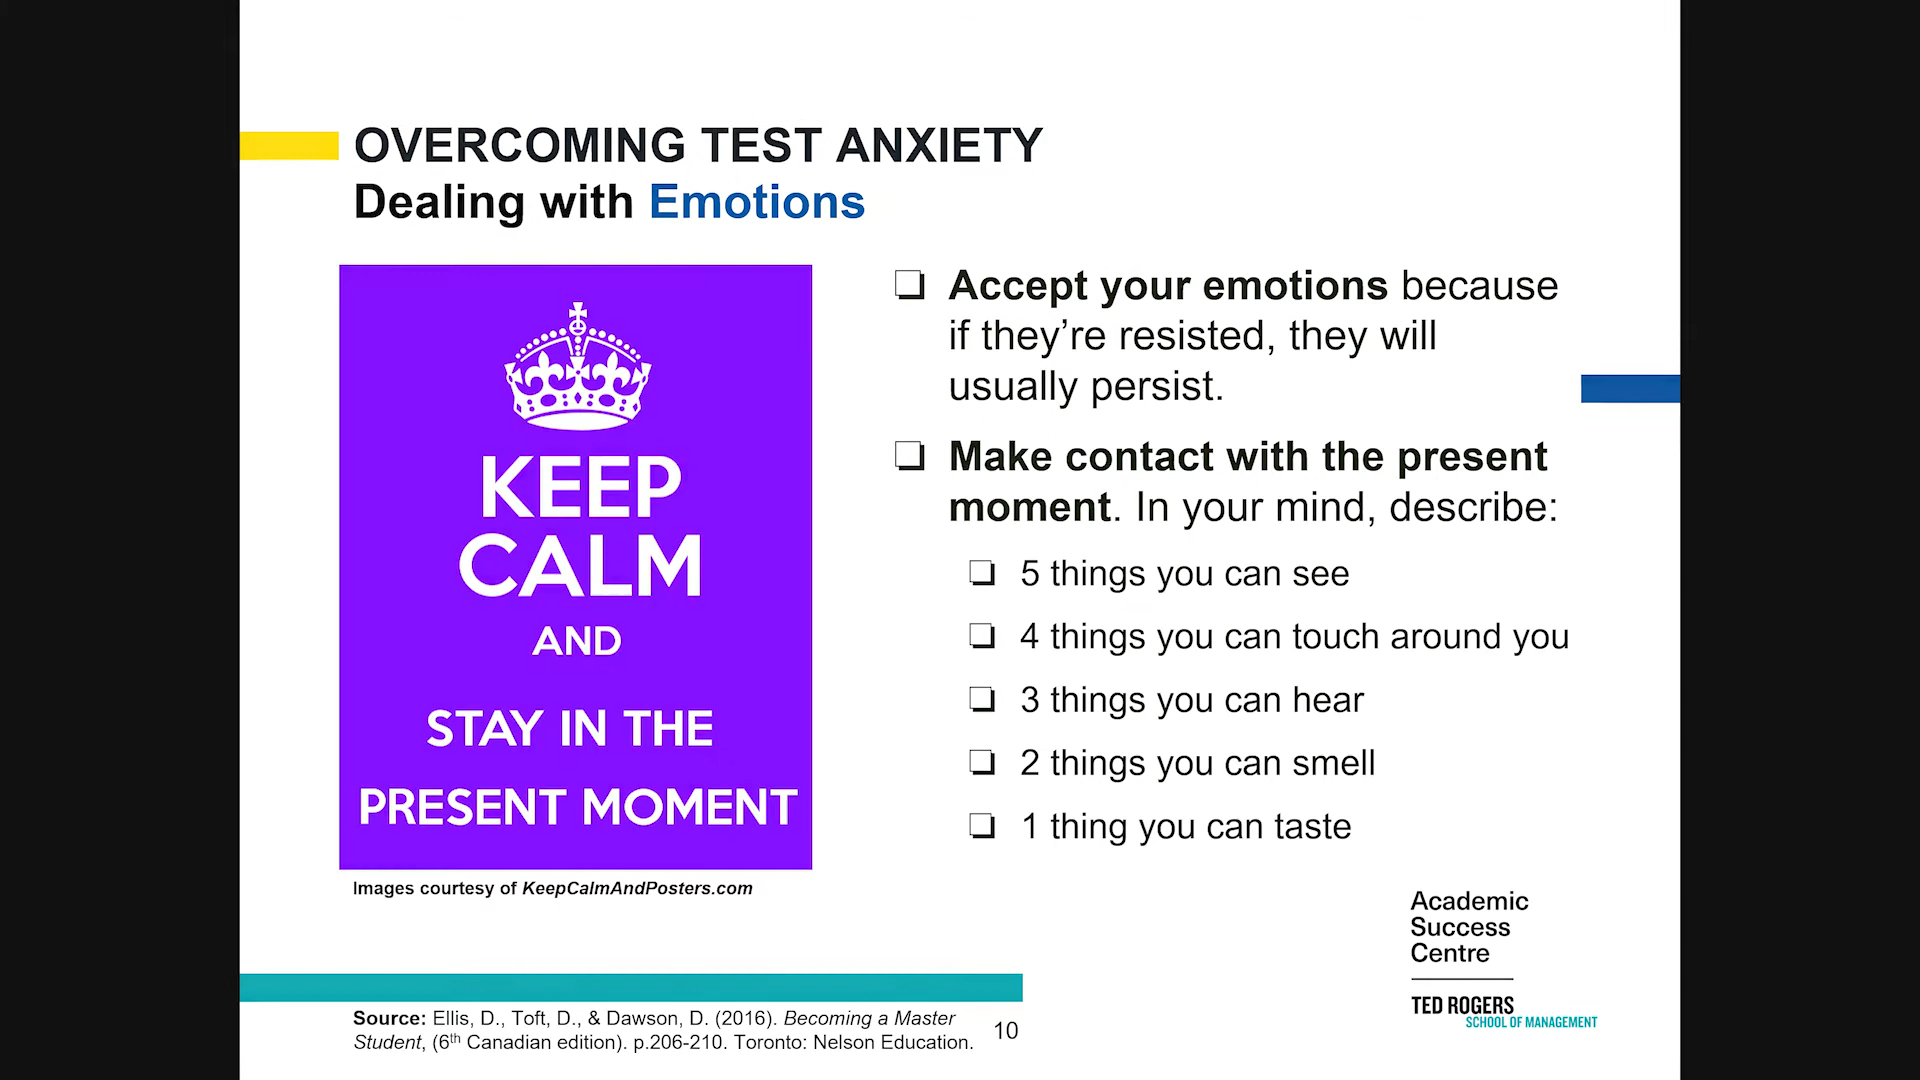 OVERCOMING TEST ANXIETY
Dealing with Emotions
KEEP
CALM
AND
STAY IN THE
PRESENT MOMENT
Images courtesy of KeepCalmAndPosters.com
❏ Accept your emotions because
if they’re resisted, they will
usually persist.
❏ Make contact with the present
moment. In your mind, describe:
❏ 5 things you can see
❏ 4 things you can touch around you
❏ 3 things you can hear
❏ 2 things you can smell
❏ 1 thing you can taste
Academic
Success
Centre
TED ROGERS
SCHOOL OF MANAGEMENT
Source: Ellis, D., Toft, D., & Dawson, D. (2016). Becoming a Master
Student, (6th Canadian edition). p.206-210. Toronto: Nelson Education.
10